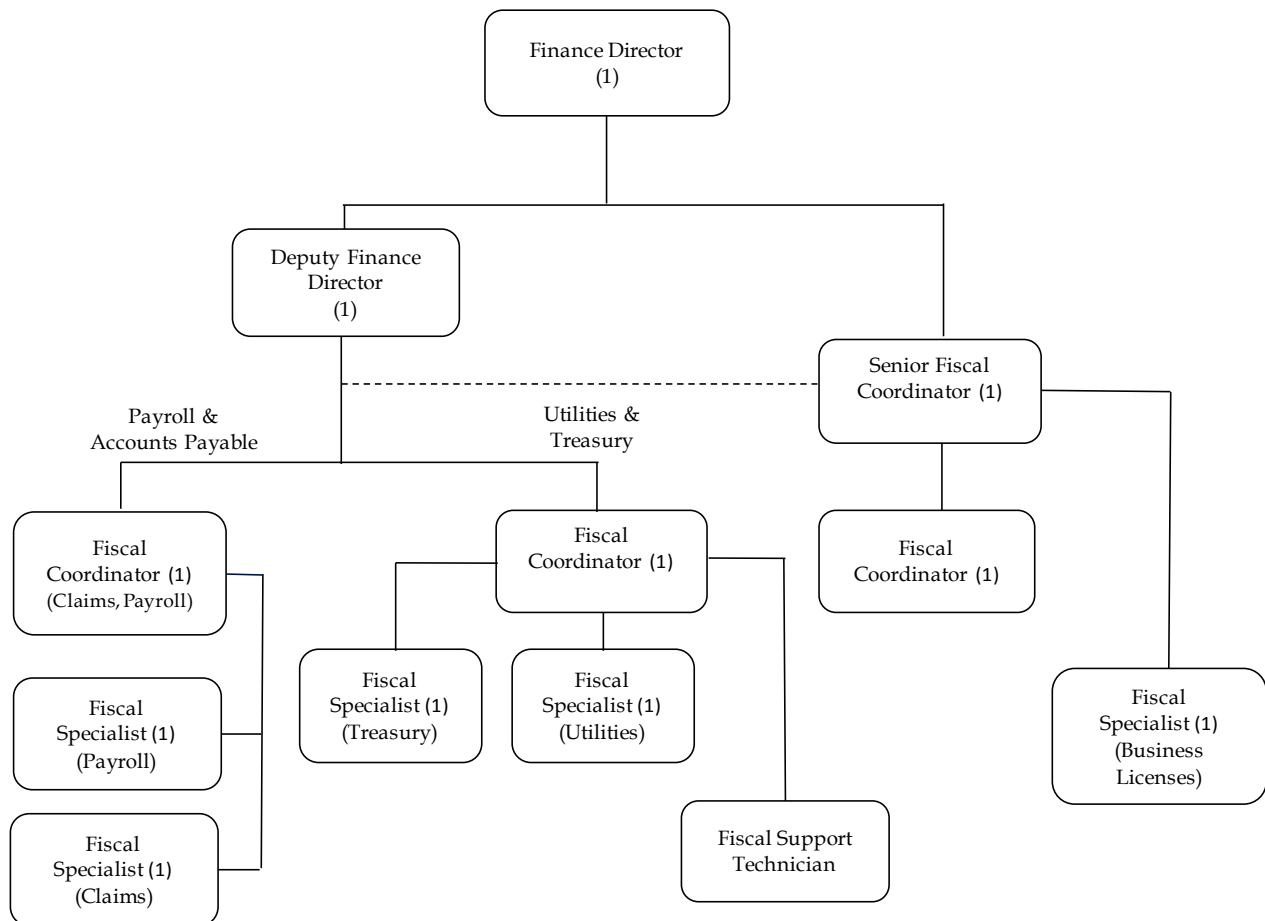 Finance Director
(1)
Deputy Finance
Director
(1)
Senior Fiscal
Coordinator (1)
Payroll &
Accounts Payable
Utilities &
Treasury
Fiscal
Coordinator (1)
(Claims, Payroll)
Fiscal
Coordinator (1)
Fiscal
Coordinator (1)
Fiscal
Specialist (1)
(Payroll)
Fiscal
Specialist (1)
(Treasury)
Fiscal
Specialist (1)
(Utilities)
Fiscal
Specialist (1)
(Business
Licenses)
Fiscal
Specialist (1)
(Claims)
Fiscal Support
Technician